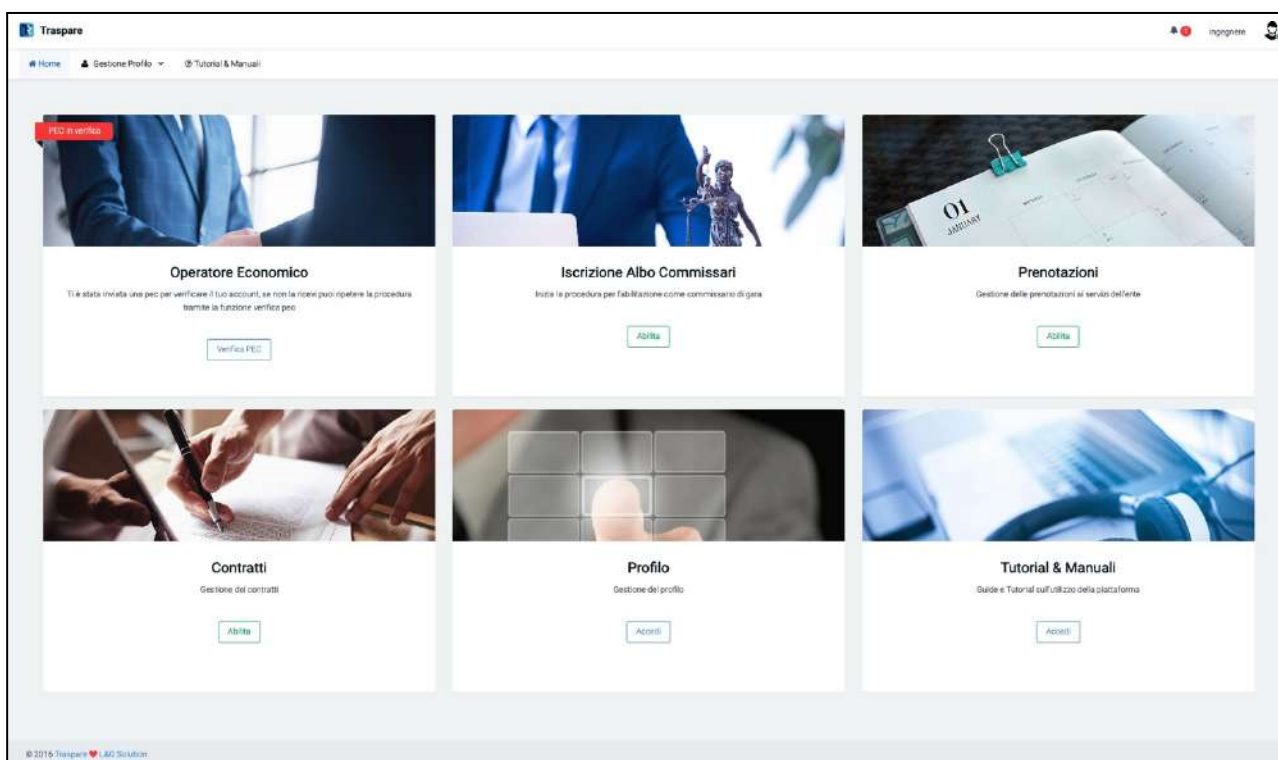 Traspare
ingegnere
Home Gestione Profilo Tutorial & Manuali
PEC in verifica
01
JANUARY
Operatore Economico
Ti è stata inviata una pec per verificare il tuo account, se non la ricevi puoi ripetere la procedura
tramite la funzione verifica pec
Verifica PEC
Iscrizione Albo Commissari
Inizia la procedura per l'abilitazione come commissario di gara
Abilita
Prenotazioni
Gestione delle prenotazioni ai servizi dell'ente
Abilita
Contratti
Gestione dei contratti
Abilita
Profilo
Gestione del profilo
Accedi
Tutorial & Manuali
Guide e Tutorial sull'utilizzo della piattaforma
Accedi
© 2016 Traspare ❤ L&G Solution